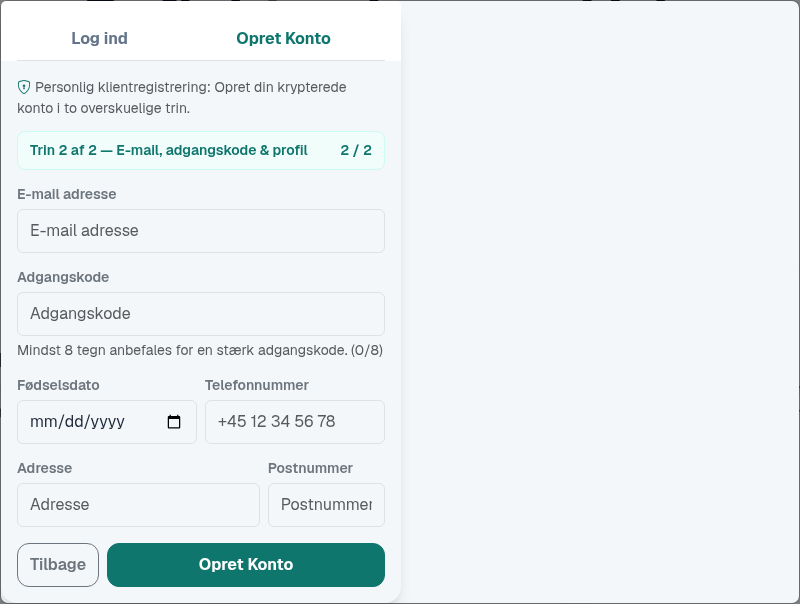 Log ind Opret Konto
Personlig klientregistrering: Opret din krypterede
konto i to overskuelige trin.
Trin 2 af 2 — E-mail, adgangskode & profil 2 / 2
E-mail adresse
E-mail adresse
Adgangskode
Adgangskode
Mindst 8 tegn anbefales for en stærk adgangskode. (0/8)
Fødselsdato Telefonnummer
mm/dd/yyyy +45 12 34 56 78
Adresse Postnummer
Adresse Postnummer
Tilbage Opret Konto